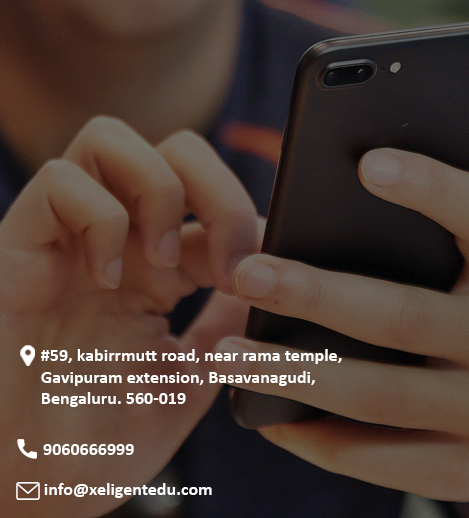 #59, kabirrmutt road, near rama temple,
Gavipuram extension, Basavanagudi,
Bengaluru. 560-019
9060666999
info@xeligentedu.com